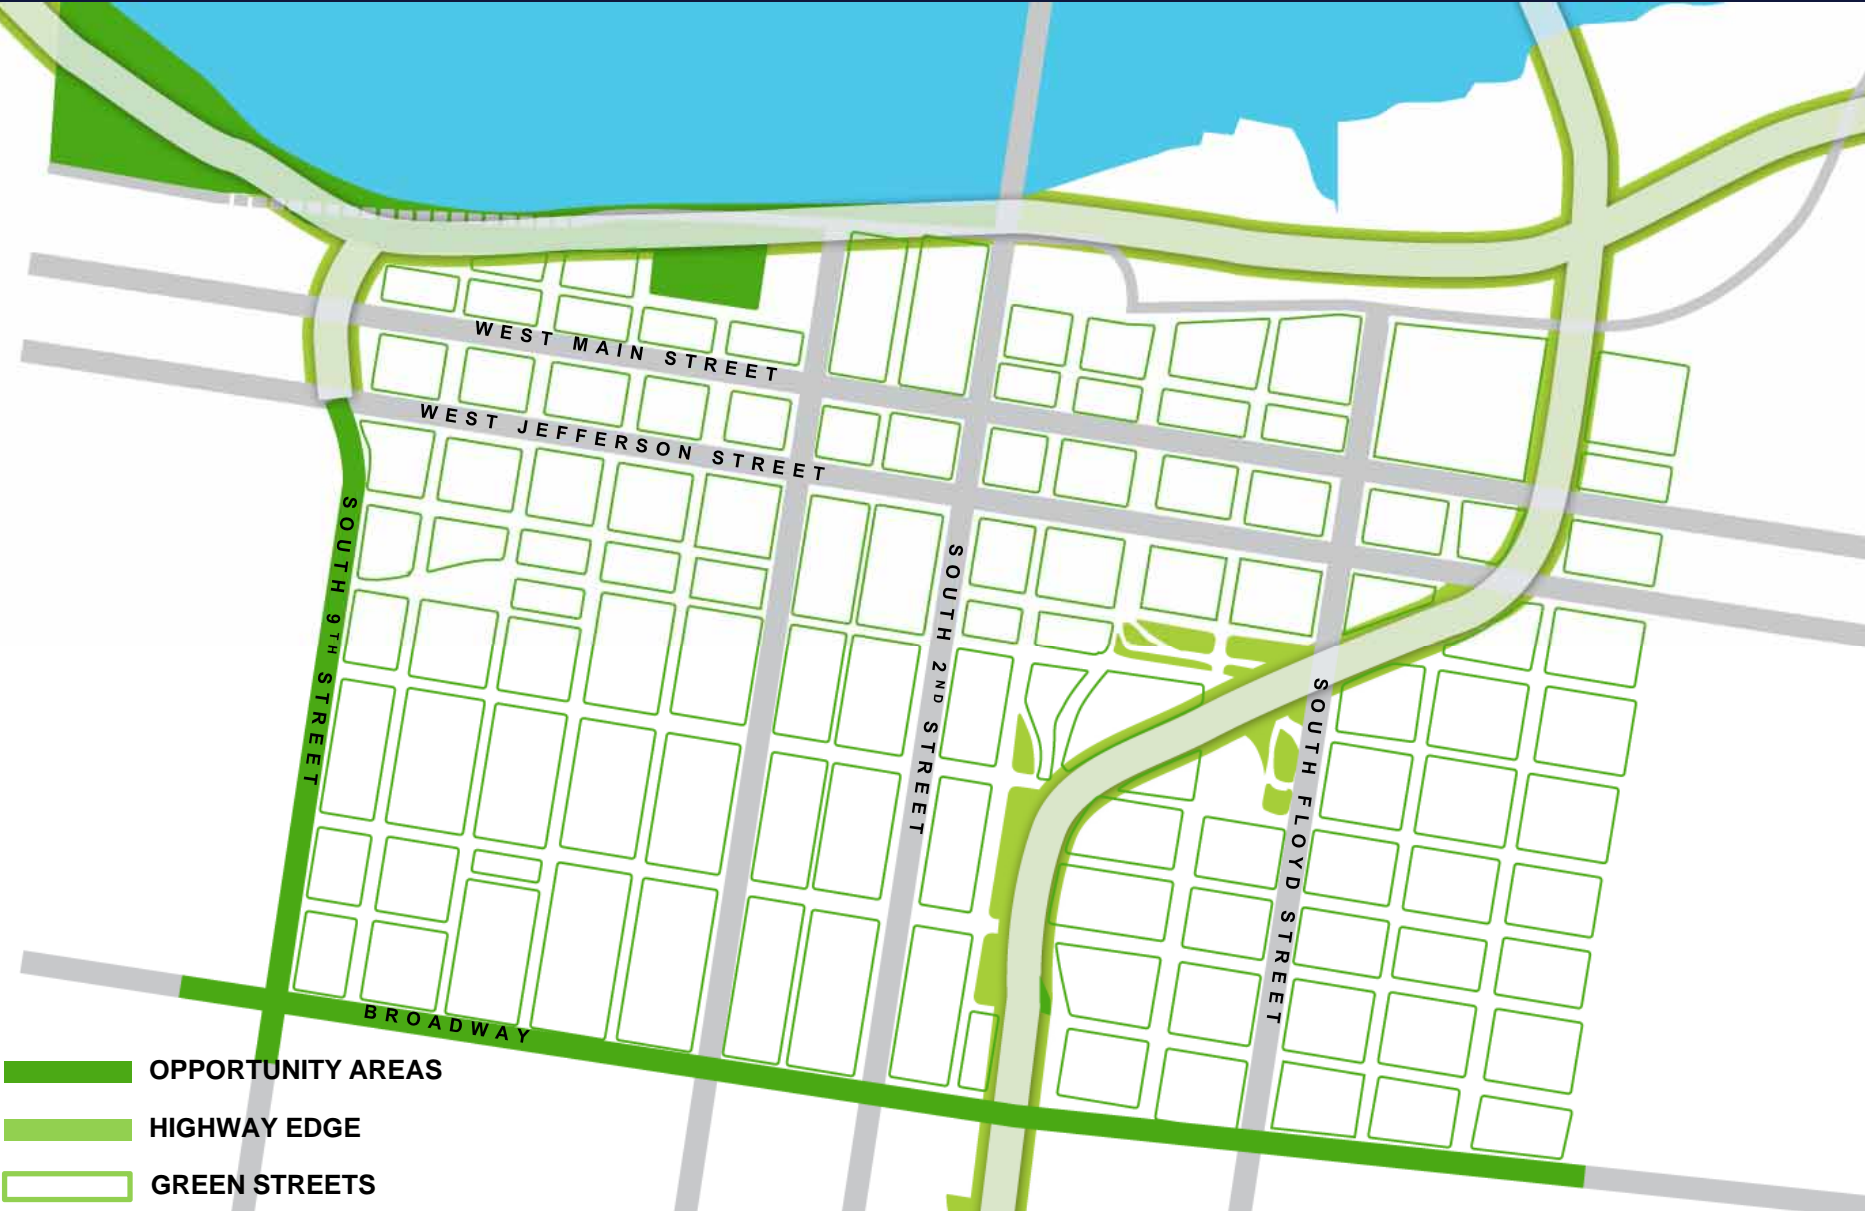 WEST MAIN STREET
WEST JEFFERSON STREET
SOUTH 9TH STREET
SOUTH 2ND STREET
SOUTH FLOYD STREET
BROADWAY
OPPORTUNITY AREAS
HIGHWAY EDGE
GREEN STREETS